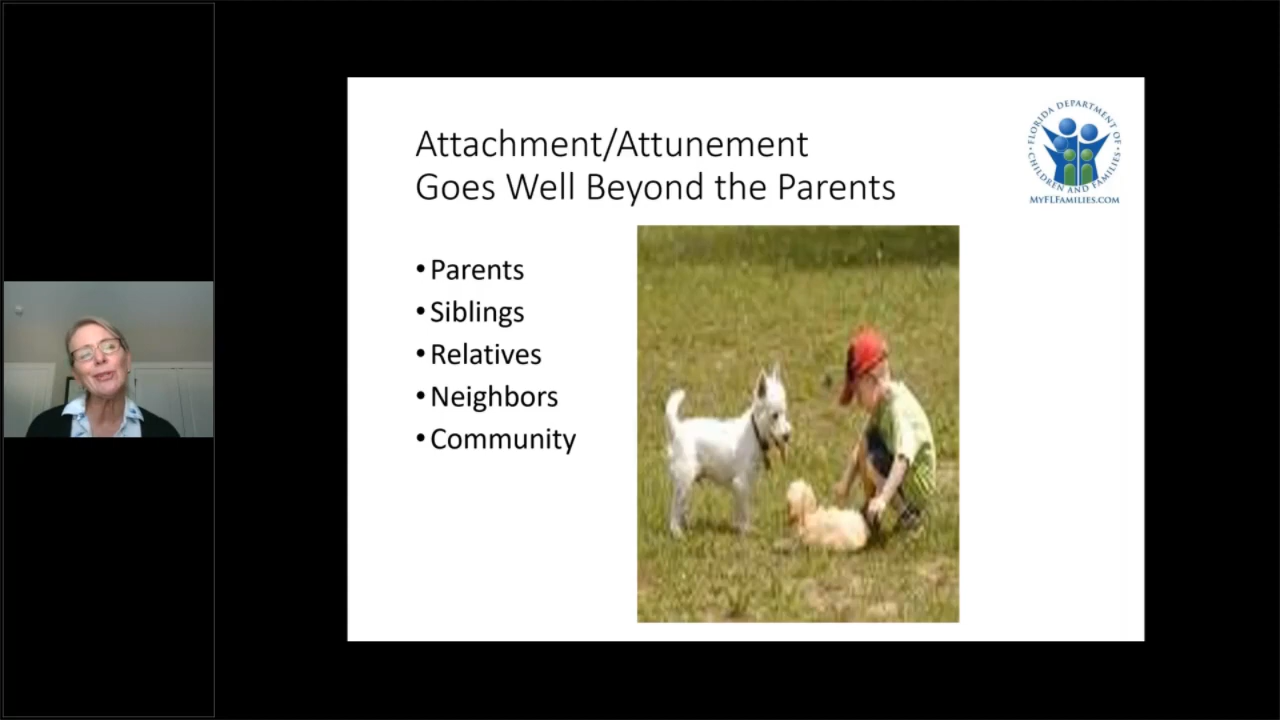 Attachment/Attunement
Goes Well Beyond the Parents
• Parents
• Siblings
• Relatives
• Neighbors
• Community
FLORIDA DEPARTMENT OF
CHILDREN AND FAMILIES
MYFLFAMILIES.COM